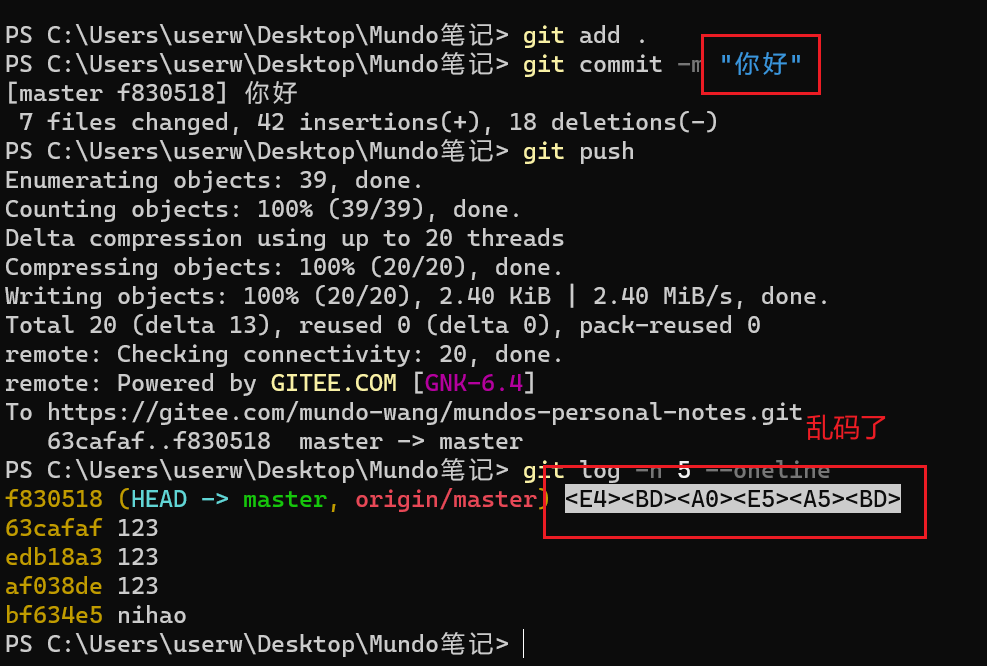 PS C:\Users\userw\Desktop\Mundo笔记> git add .
PS C:\Users\userw\Desktop\Mundo笔记> git commit -m "你好"
[master f830518] 你好
 7 files changed, 42 insertions(+), 18 deletions(-)
PS C:\Users\userw\Desktop\Mundo笔记> git push
Enumerating objects: 39, done.
Counting objects: 100% (39/39), done.
Delta compression using up to 20 threads
Compressing objects: 100% (20/20), done.
Writing objects: 100% (20/20), 2.40 KiB | 2.40 MiB/s, done.
Total 20 (delta 13), reused 0 (delta 0), pack-reused 0
remote: Checking connectivity: 20, done.
remote: Powered by GITEE.COM [GNK-6.4]
To https://gitee.com/mundo-wang/mundos-personal-notes.git
   63cafaf..f830518  master -> master
乱码了
PS C:\Users\userw\Desktop\Mundo笔记> git log -n 5 --oneline
f830518 (HEAD -> master, origin/master) <E4><BD><A0><E5><A5><BD>
63cafaf 123
edb18a3 123
af038de 123
bf634e5 nihao
PS C:\Users\userw\Desktop\Mundo笔记>